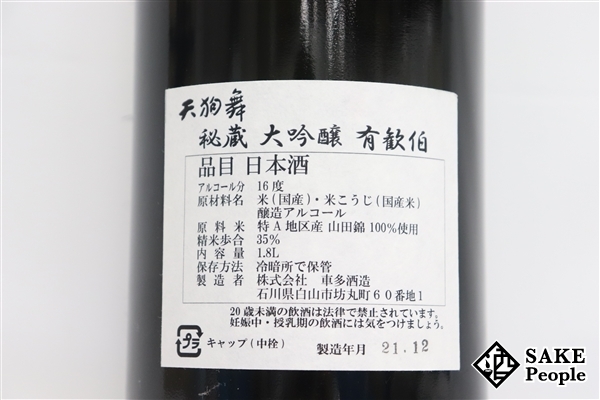 天狗舞
秘蔵 大吟醸 有歓伯
品目 日本酒
アルコール分 16度
原材料名 米(国産)・米こうじ(国産米)
醸造アルコール
原料米 特A地区産 山田錦100%使用
精米歩合 35%
内容量 1.8L
保存方法 冷暗所で保管
製造者 株式会社 車多酒造
石川県白山市坊丸町60番地1
20歳未満の飲酒は法律で禁止されています。
妊娠中・授乳期の飲酒には気をつけましょう。
プラ キャップ(中栓) 製造年月 21.12
SAKE
People